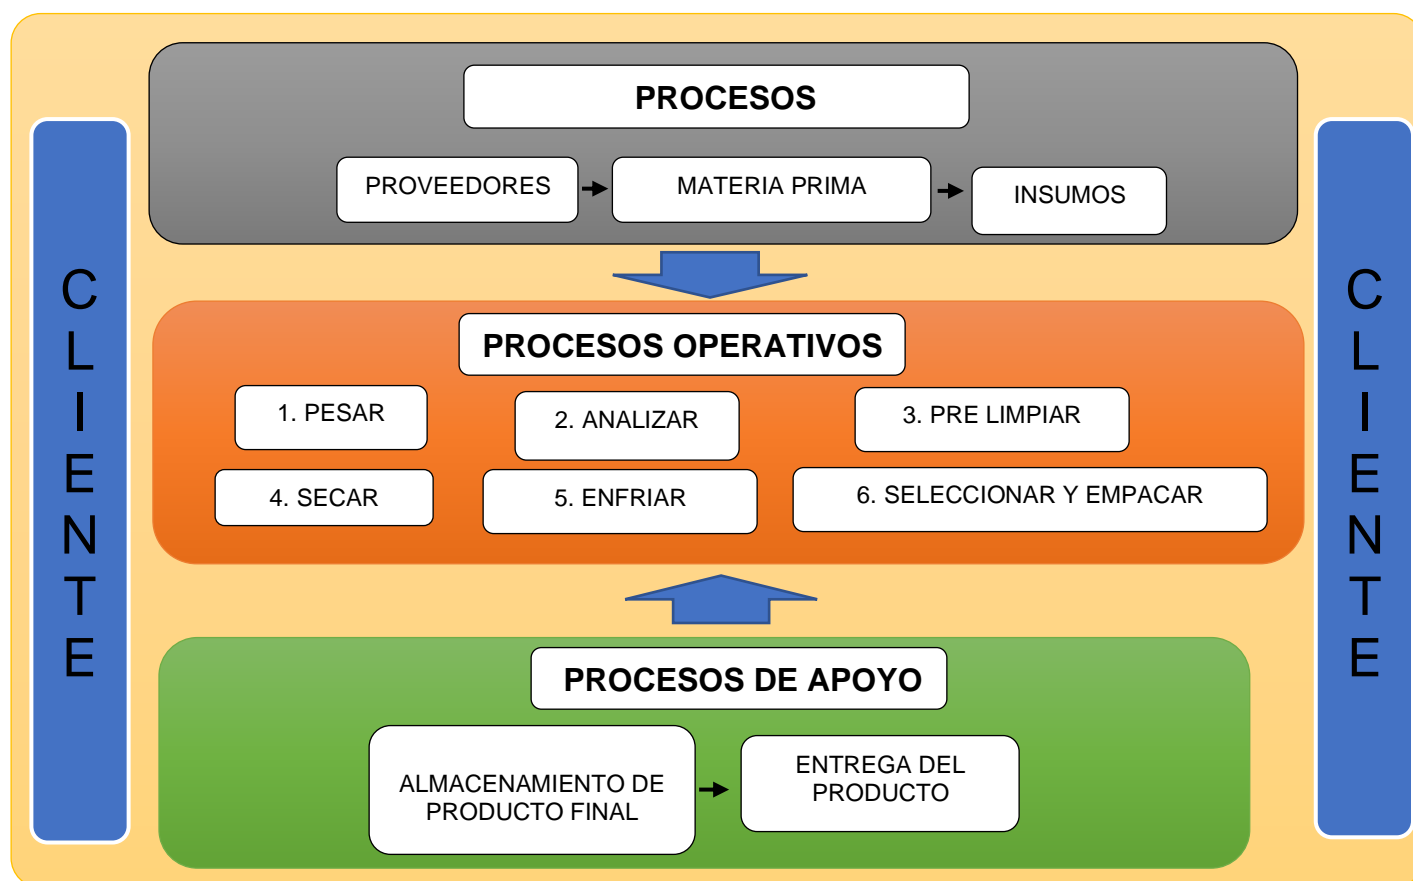 PROCESOS
PROVEEDORES
MATERIA PRIMA
INSUMOS
CLIENTE
CLIENTE
PROCESOS OPERATIVOS
1. PESAR
2. ANALIZAR
3. PRE LIMPIAR
4. SECAR
5. ENFRIAR
6. SELECCIONAR Y EMPACAR
PROCESOS DE APOYO
ALMACENAMIENTO DE
PRODUCTO FINAL
ENTREGA DEL
PRODUCTO